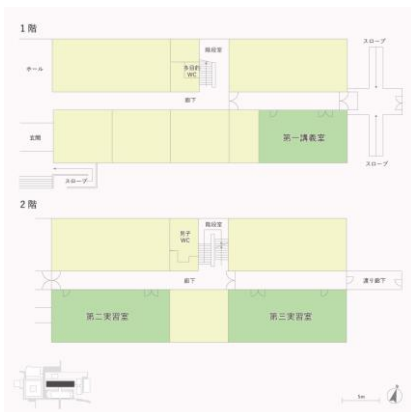 1階
スロープ
階段室
ホール
多目的
WC
廊下
玄関
第一講義室
スロープ
スロープ
2階
階段室
男子
WC
廊下
渡り廊下
第二実習室
第三実習室
5m